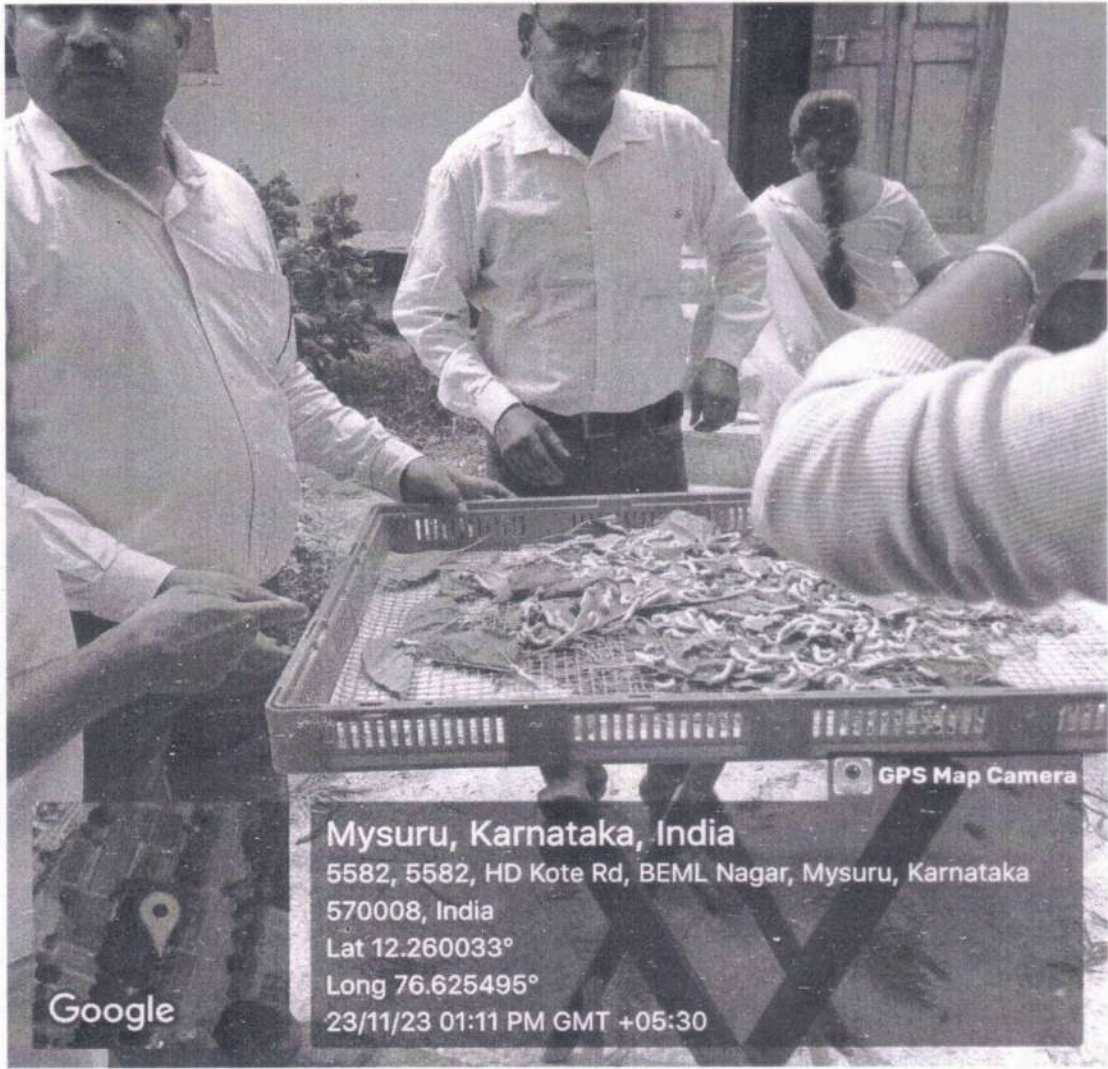 GPS Map Camera
Mysuru, Karnataka, India
5582, 5582, HD Kote Rd, BEML Nagar, Mysuru, Karnataka
570008, India
Lat 12.260033°
Long 76.625495°
23/11/23 01:11 PM GMT +05:30
Google